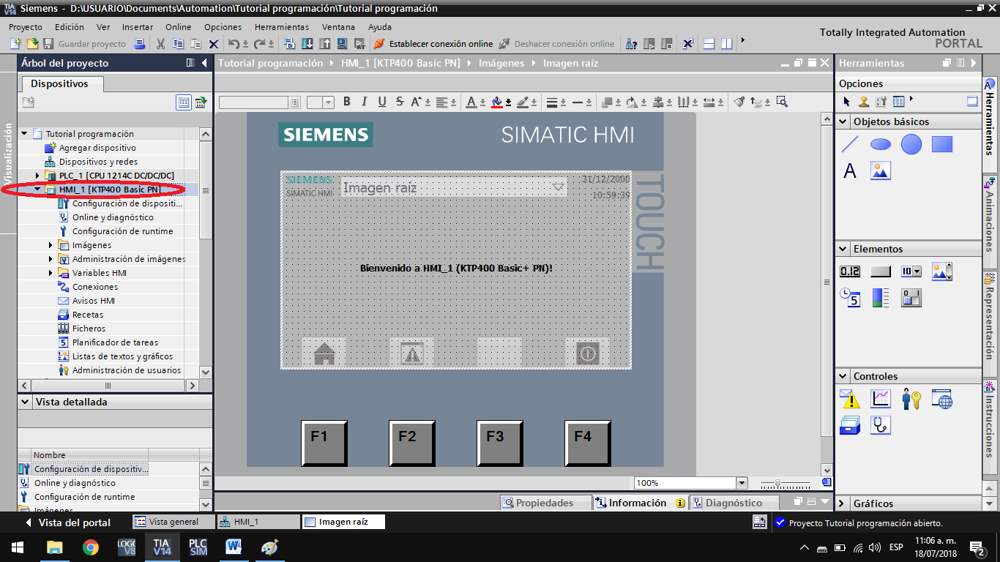 TIA V14 Siemens - D:\USUARIO\Documents\Automation\Tutorial programación\Tutorial programación
Proyecto Edición Ver Insertar Online Opciones Herramientas Ventana Ayuda
Totally Integrated Automation
PORTAL
Guardar proyecto
Establecer conexión online
Deshacer conexión online
Árbol del proyecto
Dispositivos
Visualización
Tutorial programación
Agregar dispositivo
Dispositivos y redes
PLC_1 [CPU 1214C DC/DC/DC]
HMI_1 [KTP400 Basic PN]
Configuración de dispositi...
Online y diagnóstico
Configuración de runtime
Imágenes
Administración de imágenes
Variables HMI
Conexiones
Avisos HMI
Recetas
Ficheros
Planificador de tareas
Listas de textos y gráficos
Administración de usuarios
Vista detallada
Nombre
Configuración de dispositiv...
Online y diagnóstico
Configuración de runtime
Imágenes
Tutorial programación HMI_1 [KTP400 Basic PN] Imágenes Imagen raíz
B I U S A A
SIEMENS
SIMATIC HMI
SIEMENS
SIMATIC HMI
Imagen raíz
31/12/2000
10:59:39
TOUCH
Bienvenido a HMI_1 (KTP400 Basic+ PN)!
F1 F2 F3 F4
100%
Propiedades Información Diagnóstico
Herramientas
Opciones
Objetos básicos
A
Elementos
0.12 10
5 0 1
Controles
Gráficos
Herramientas
Animaciones
Representación
Instrucciones
Vista del portal
Vista general
HMI_1
Imagen raíz
Proyecto Tutorial programación abierto.
LOGO V8
TIA V14
PLC SIM
W
ESP
11:06 a. m.
18/07/2018
2